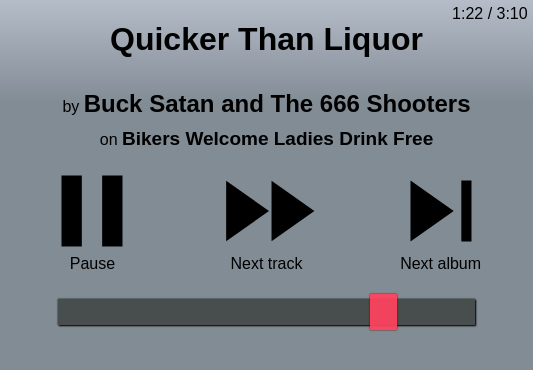 1:22 / 3:10
Quicker Than Liquor
by Buck Satan and The 666 Shooters
on Bikers Welcome Ladies Drink Free
Pause Next track Next album